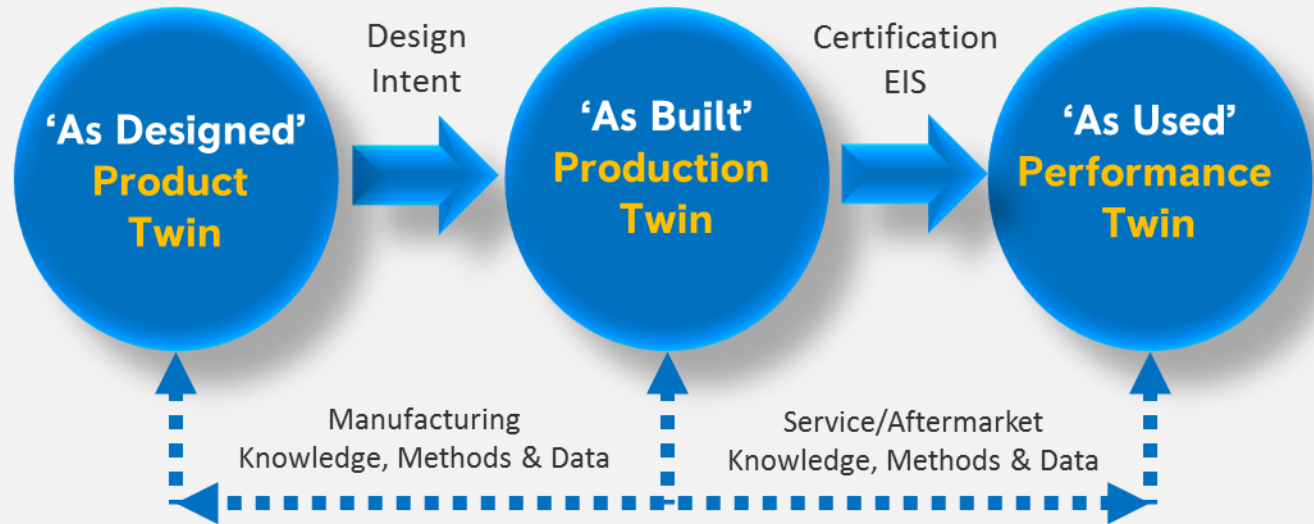 Design
Intent
Certification
EIS
‘As Designed’
Product
Twin
‘As Built’
Production
Twin
‘As Used’
Performance
Twin
Manufacturing
Knowledge, Methods & Data
Service/Aftermarket
Knowledge, Methods & Data